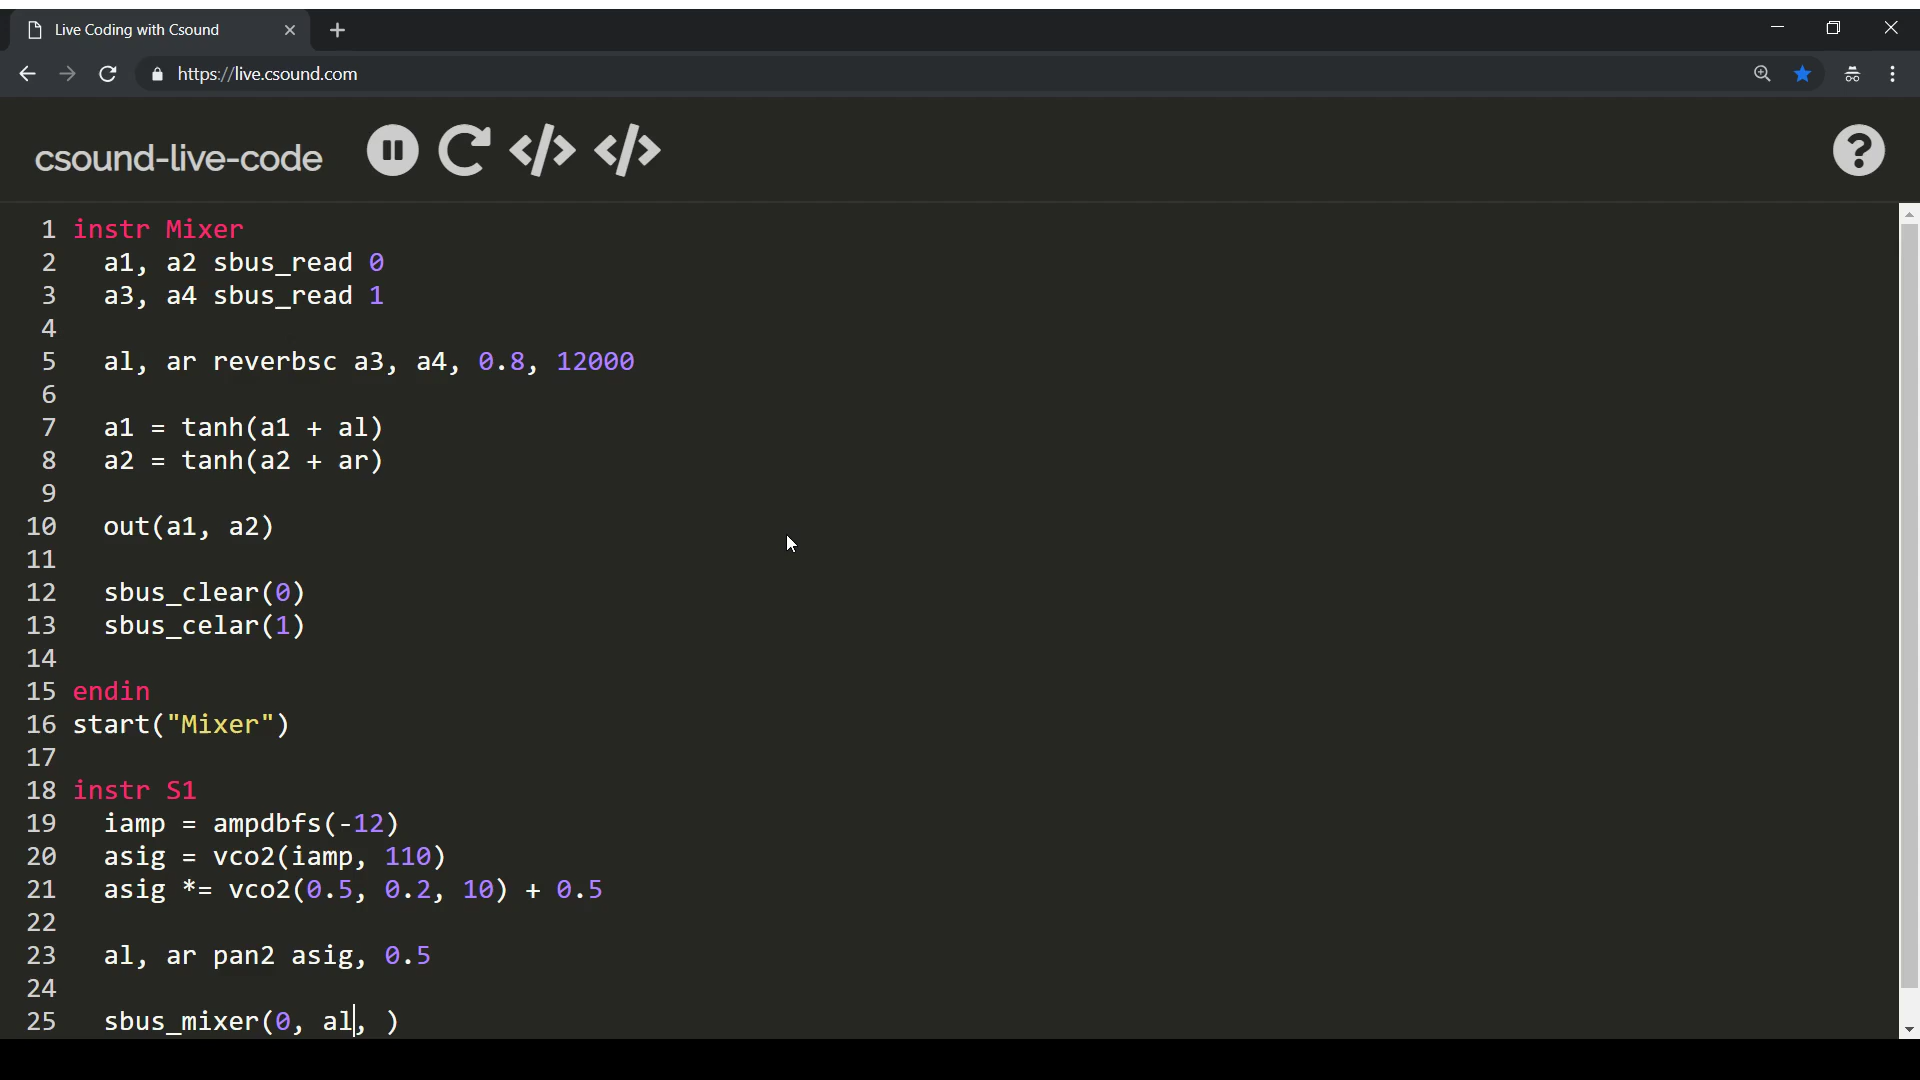 Live Coding with Csound
https://live.csound.com
csound-live-code
1 instr Mixer
2 a1, a2 sbus_read 0
3 a3, a4 sbus_read 1
4
5 al, ar reverbsc a3, a4, 0.8, 12000
6
7 a1 = tanh(a1 + al)
8 a2 = tanh(a2 + ar)
9
10 out(a1, a2)
11
12 sbus_clear(0)
13 sbus_celar(1)
14
15 endin
16 start("Mixer")
17
18 instr S1
19 iamp = ampdbfs(-12)
20 asig = vco2(iamp, 110)
21 asig *= vco2(0.5, 0.2, 10) + 0.5
22
23 al, ar pan2 asig, 0.5
24
25 sbus_mixer(0, al, )